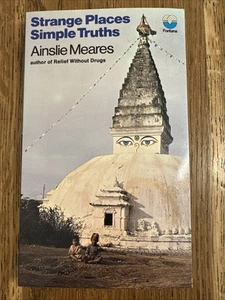 Strange Places
Simple Truths
Ainslie Meares
author of Relief Without Drugs
Fontana